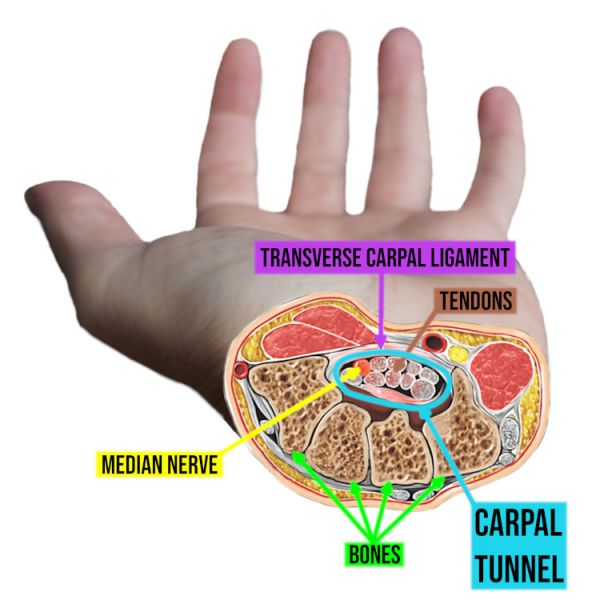 TRANSVERSE CARPAL LIGAMENT
TENDONS
MEDIAN NERVE
BONES
CARPAL
TUNNEL